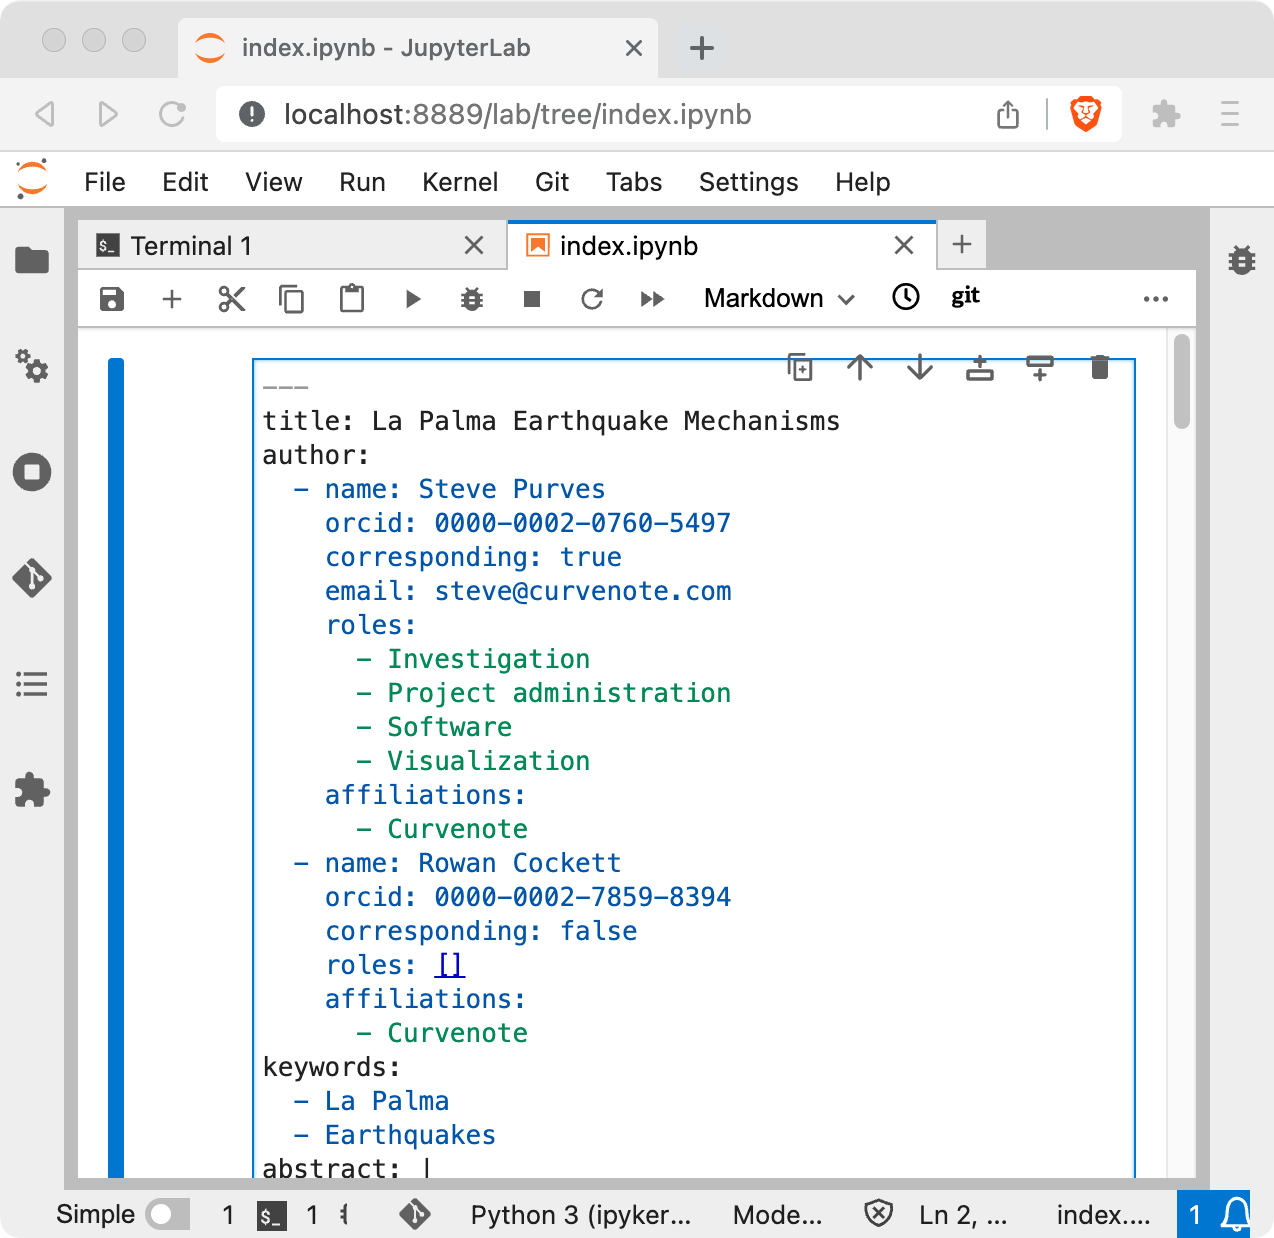 index.ipynb - JupyterLab
localhost:8889/lab/tree/index.ipynb
File Edit View Run Kernel Git Tabs Settings Help
Terminal 1 index.ipynb
Markdown git
---
title: La Palma Earthquake Mechanisms
author:
  - name: Steve Purves
    orcid: 0000-0002-0760-5497
    corresponding: true
    email: steve@curvenote.com
    roles:
      - Investigation
      - Project administration
      - Software
      - Visualization
    affiliations:
      - Curvenote
  - name: Rowan Cockett
    orcid: 0000-0002-7859-8394
    corresponding: false
    roles: []
    affiliations:
      - Curvenote
keywords:
  - La Palma
  - Earthquakes
abstract: |
Simple 1 $_ 1 Python 3 (ipyker... Mode... Ln 2, ... index.... 1